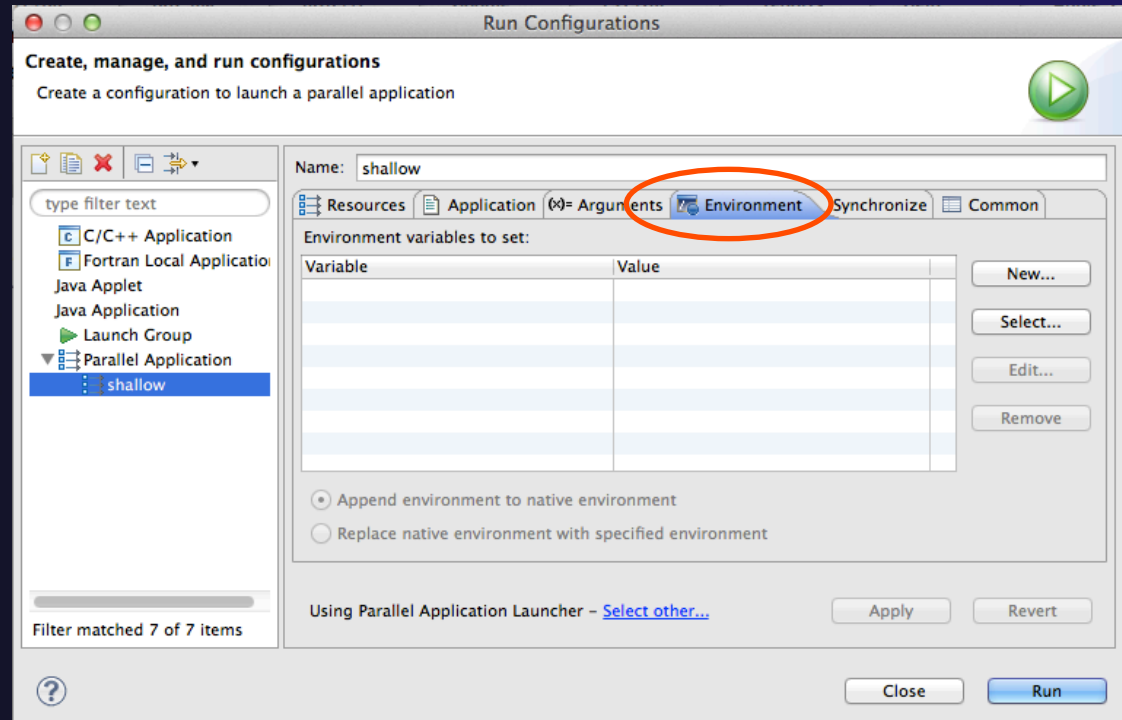 Run Configurations
Create, manage, and run configurations
Create a configuration to launch a parallel application
type filter text
C/C++ Application
Fortran Local Applicatio
Java Applet
Java Application
Launch Group
Parallel Application
shallow
Filter matched 7 of 7 items
Name: shallow
Resources Application (x)= Arguments Environment Synchronize Common
Environment variables to set:
Variable Value
New...
Select...
Edit...
Remove
Append environment to native environment
Replace native environment with specified environment
Using Parallel Application Launcher – Select other... Apply Revert
? Close Run